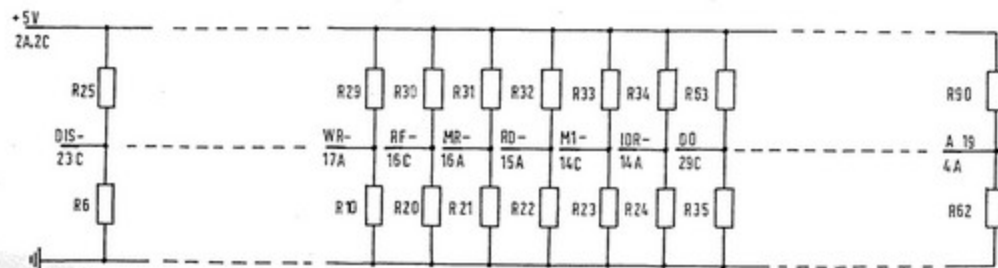 +5V
2A.2C
R25 R29 R30 R31 R32 R33 R34 R63 R90
DIS- WR- RF- MR- RD- M1- IOR- DO A 19
23C 17A 16C 16A 15A 14C 14A 29C 4A
R6 R10 R20 R21 R22 R23 R24 R35 R62